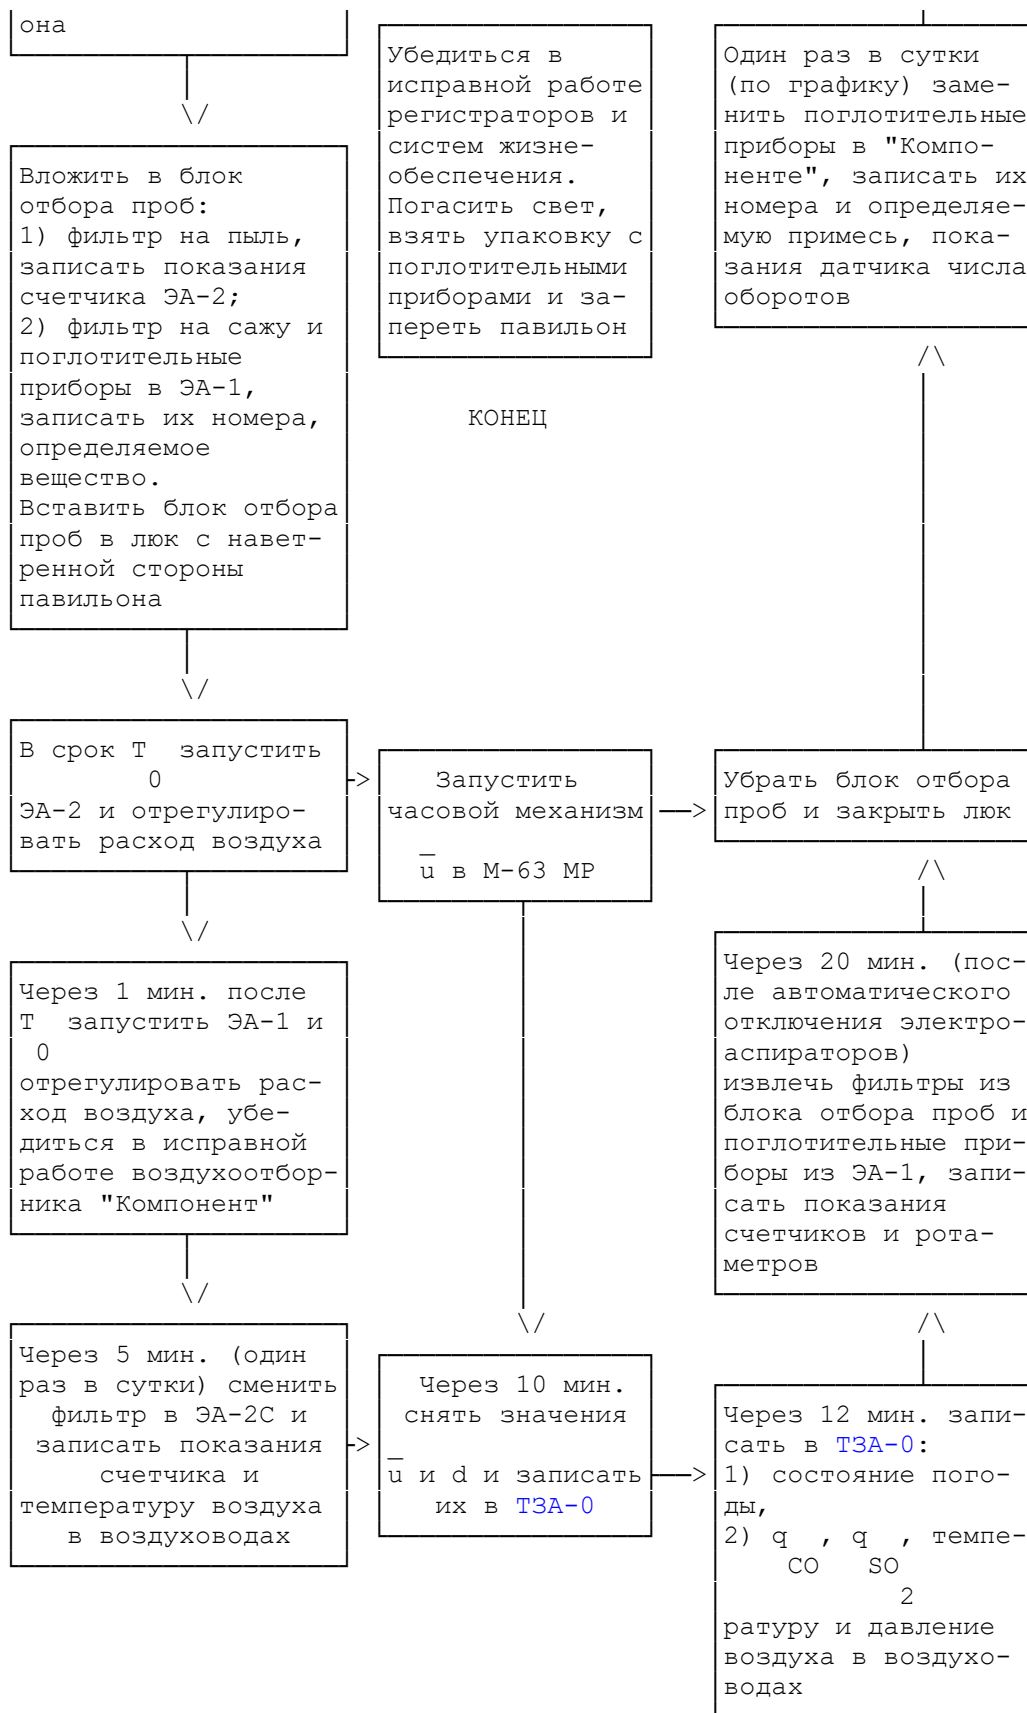 она
Вложить в блок
отбора проб:
1) фильтр на пыль,
записать показания
счетчика ЭА-2;
2) фильтр на сажу и
поглотительные
приборы в ЭА-1,
записать их номера,
определяемое
вещество.
Вставить блок отбора
проб в люк с навет-
ренной стороны
павильона
В срок T запустить
0
ЭА-2 и отрегулиро-
вать расход воздуха
Через 1 мин. после
T запустить ЭА-1 и
0
отрегулировать рас-
ход воздуха, убе-
диться в исправной
работе воздухоотбор-
ника "Компонент"
Через 5 мин. (один
раз в сутки) сменить
фильтр в ЭА-2С и
записать показания
счетчика и
температуру воздуха
в воздуховодах
Убедиться в
исправной работе
регистраторов и
систем жизне-
обеспечения.
Погасить свет,
взять упаковку с
поглотительными
приборами и за-
переть павильон
КОНЕЦ
Запустить
часовой механизм
_
u в М-63 МР
Через 10 мин.
снять значения
_
u и d и записать
их в ТЗА-0
Один раз в сутки
(по графику) заме-
нить поглотительные
приборы в "Компо-
ненте", записать их
номера и определяе-
мую примесь, пока-
зания датчика числа
оборотов
Убрать блок отбора
проб и закрыть люк
Через 20 мин. (пос-
ле автоматического
отключения электро-
аспираторов)
извлечь фильтры из
блока отбора проб и
поглотительные при-
боры из ЭА-1, запи-
сать показания
счетчиков и рота-
метров
Через 12 мин. запи-
сать в ТЗА-0:
1) состояние пого-
ды,
2) q , q , темпе-
CO SO
2
ратуру и давление
воздуха в воздухо-
водах